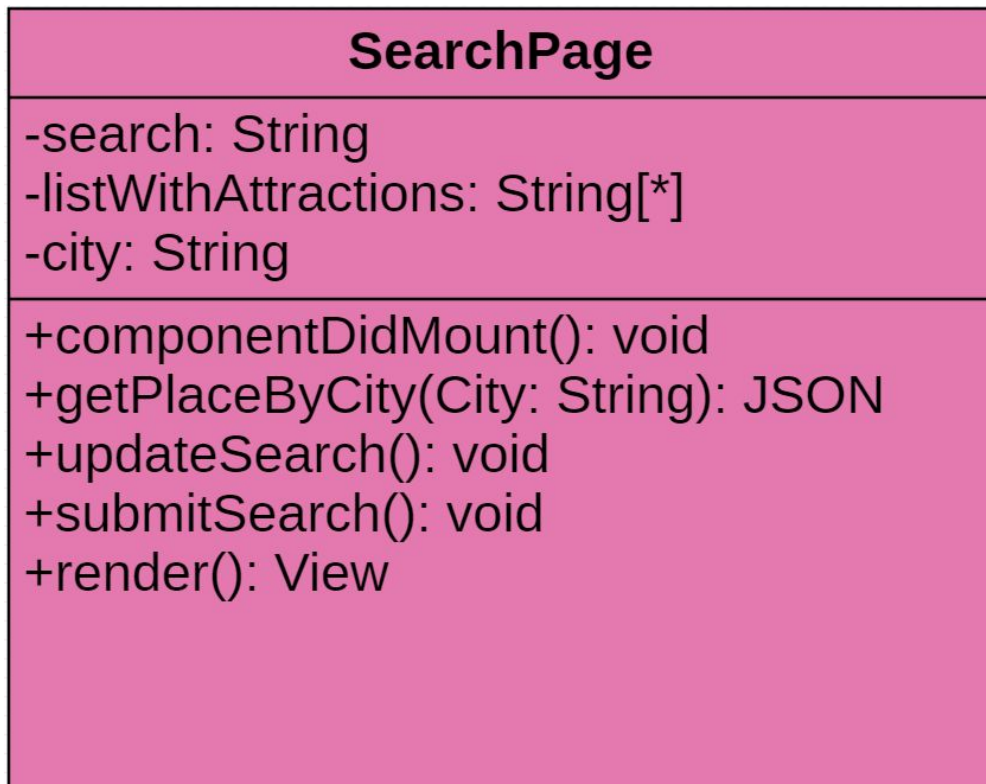 SearchPage
-search: String
-listWithAttractions: String[*]
-city: String
+componentDidMount(): void
+getPlaceByCity(City: String): JSON
+updateSearch(): void
+submitSearch(): void
+render(): View